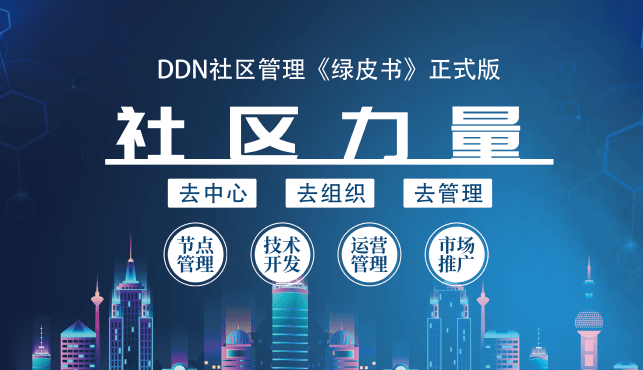 DDN社区管理《绿皮书》正式版
社区力量
去中心 去组织 去管理
节点 技术 运营 市场
管理 开发 管理 推广